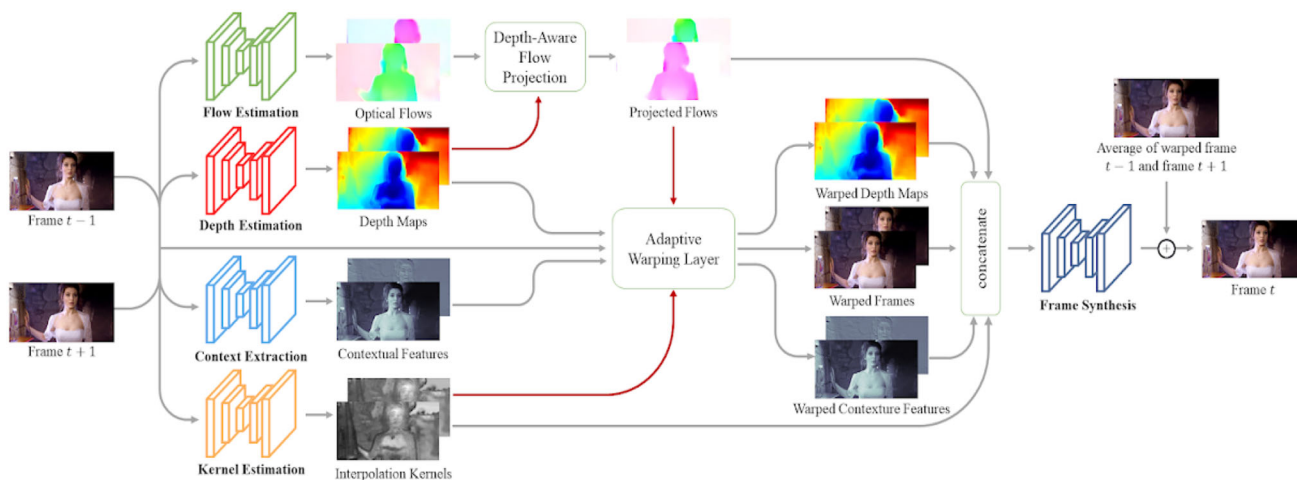 Flow Estimation
Optical Flows
Depth-Aware
Flow
Projection
Projected Flows
Frame t − 1
Depth Estimation
Depth Maps
Frame t + 1
Context Extraction
Contextual Features
Kernel Estimation
Interpolation Kernels
Adaptive
Warping Layer
Warped Depth Maps
Warped Frames
Warped Contexture Features
concatenate
Frame Synthesis
Average of warped frame
t − 1 and frame t + 1
+
Frame t